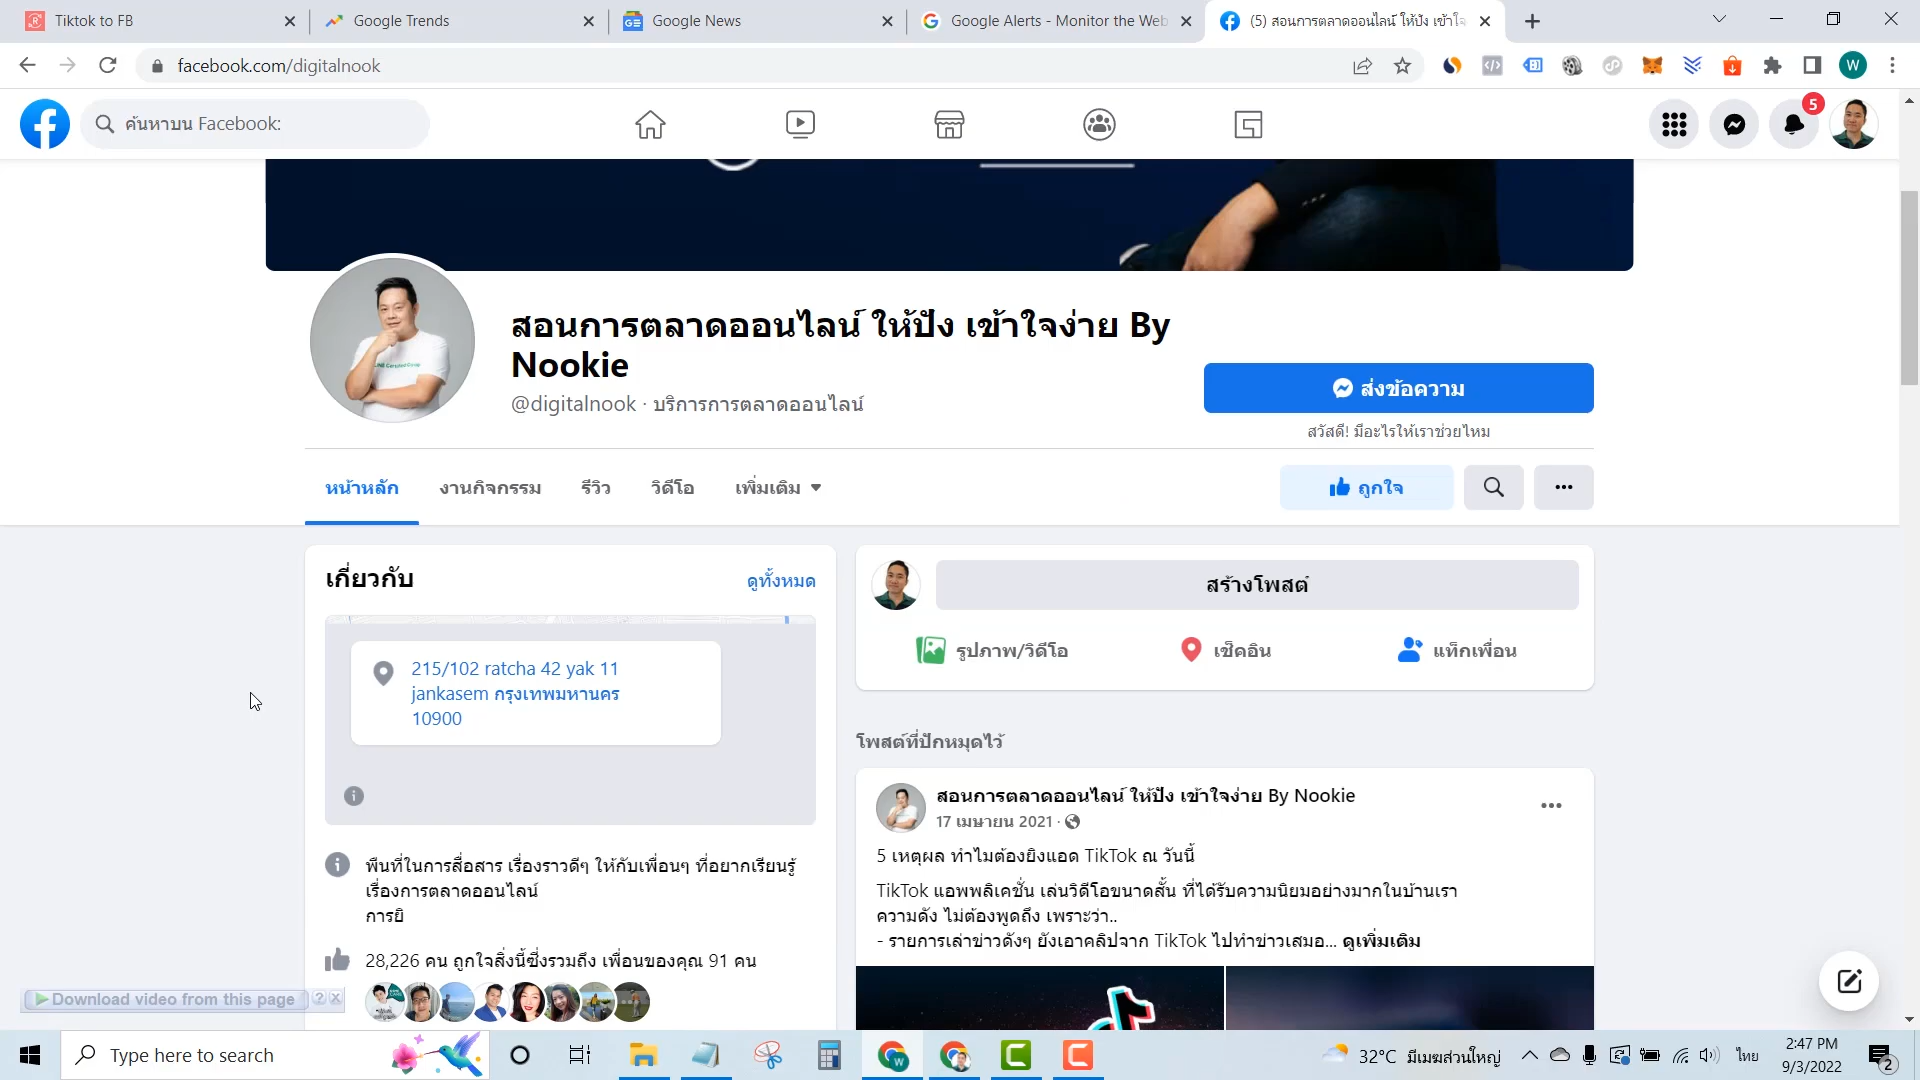 Tiktok to FB
Google Trends
Google News
Google Alerts - Monitor the Web
(5) สอนการตลาดออนไลน์ ให้ปัง เข้าใจ
facebook.com/digitalnook
W
ค้นหาบน Facebook:
5
สอนการตลาดออนไลน์ ให้ปัง เข้าใจง่าย By
Nookie
@digitalnook · บริการการตลาดออนไลน์
ส่งข้อความ
สวัสดี! มีอะไรให้เราช่วยไหม
หน้าหลัก
งานกิจกรรม
รีวิว
วิดีโอ
เพิ่มเติม
ถูกใจ
เกี่ยวกับ
ดูทั้งหมด
215/102 ratcha 42 yak 11
jankasem กรุงเทพมหานคร
10900
พืนที่ในการสื่อสาร เรื่องราวดีๆ ให้กับเพื่อนๆ ที่อยากเรียนรู้
เรื่องการตลาดออนไลน์
การยิ
28,226 คน ถูกใจสิ่งนี้ซึ่งรวมถึง เพื่อนของคุณ 91 คน
สร้างโพสต์
รูปภาพ/วิดีโอ
เช็คอิน
แท็กเพื่อน
โพสต์ที่ปักหมุดไว้
สอนการตลาดออนไลน์ ให้ปัง เข้าใจง่าย By Nookie
17 เมษายน 2021 ·
5 เหตุผล ทำไมต้องยิงแอด TikTok ณ วันนี้
TikTok แอพพลิเคชั่น เล่นวิดีโอขนาดสั้น ที่ได้รับความนิยมอย่างมากในบ้านเรา
ความดัง ไม่ต้องพูดถึง เพราะว่า..
- รายการเล่าข่าวดังๆ ยังเอาคลิปจาก TikTok ไปทำข่าวเสมอ... ดูเพิ่มเติม
Download video from this page
? X
Type here to search
32°C มีเมฆส่วนใหญ่
ไทย
2:47 PM
9/3/2022
2